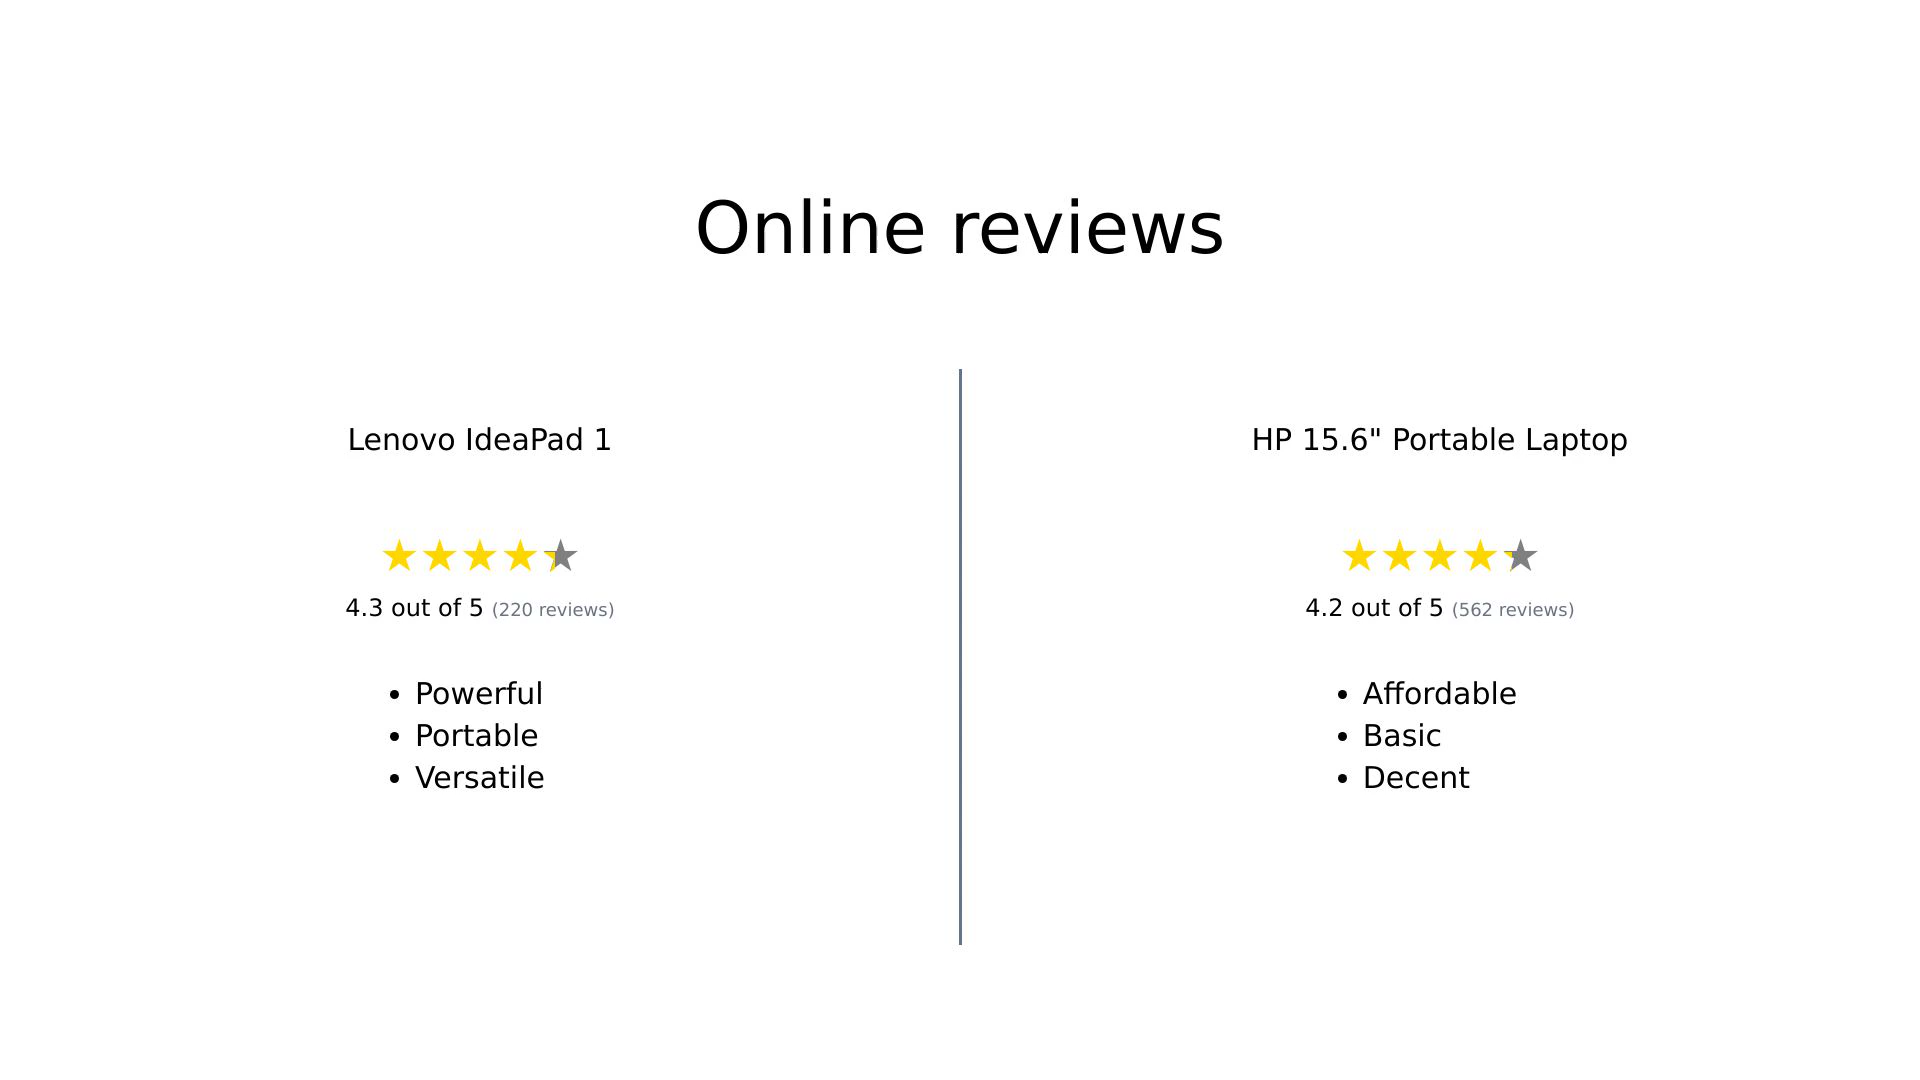 Online reviews
Lenovo IdeaPad 1
4.3 out of 5 (220 reviews)
Powerful
Portable
Versatile
HP 15.6" Portable Laptop
4.2 out of 5 (562 reviews)
Affordable
Basic
Decent